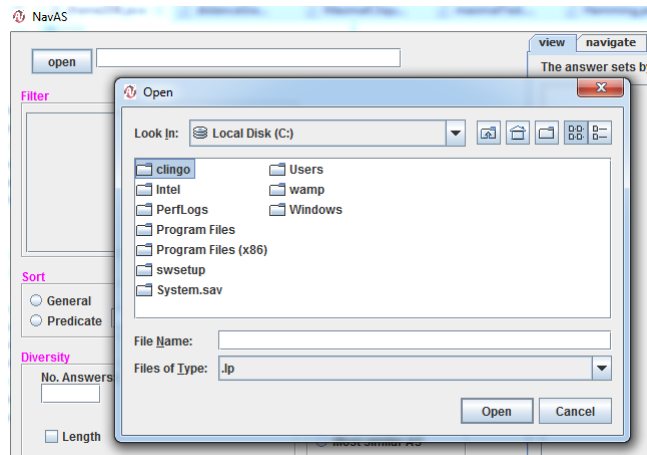 NavAS
open
view navigate
The answer sets by
Filter
Open
Look In: Local Disk (C:)
clingo Users
Intel wamp
PerfLogs Windows
Program Files
Program Files (x86)
swsetup
System.sav
Sort
General
Predicate
File Name:
Files of Type: .lp
Diversity
No. Answers
Open Cancel
Length
Most similar AS